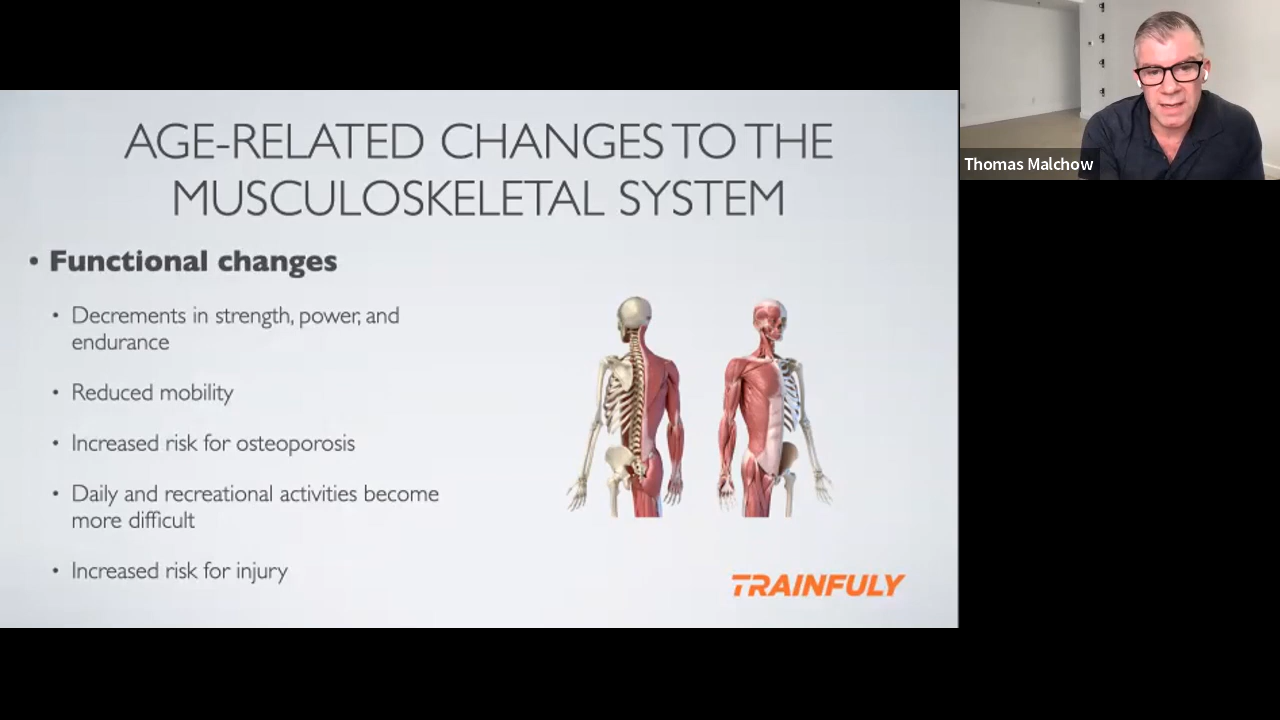 AGE-RELATED CHANGES TO THE
MUSCULOSKELETAL SYSTEM
• Functional changes
• Decrements in strength, power, and
endurance
• Reduced mobility
• Increased risk for osteoporosis
• Daily and recreational activities become
more difficult
• Increased risk for injury
TRAINFULY
Thomas Malchow